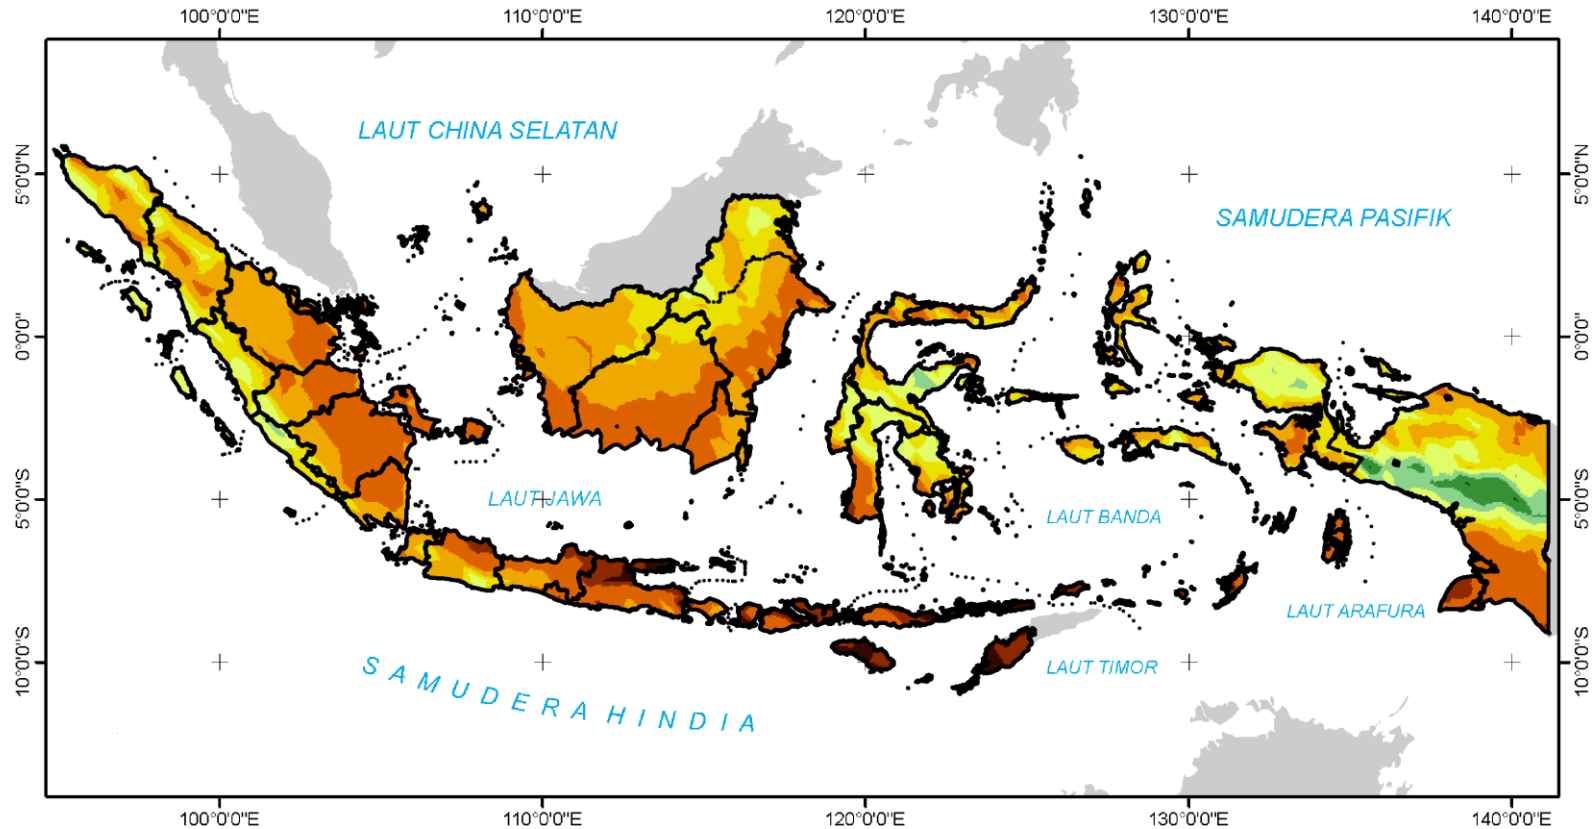 100°0'0"E 110°0'0"E 120°0'0"E 130°0'0"E 140°0'0"E
LAUT CHINA SELATAN
5°0'0"N 5°0'0"N
SAMUDERA PASIFIK
0°0'0" 0°0'0"
LAUT JAWA
5°0'0"S 5°0'0"S
LAUT BANDA
LAUT ARAFURA
10°0'0"S 10°0'0"S
LAUT TIMOR
SAMUDERA HINDIA
100°0'0"E 110°0'0"E 120°0'0"E 130°0'0"E 140°0'0"E